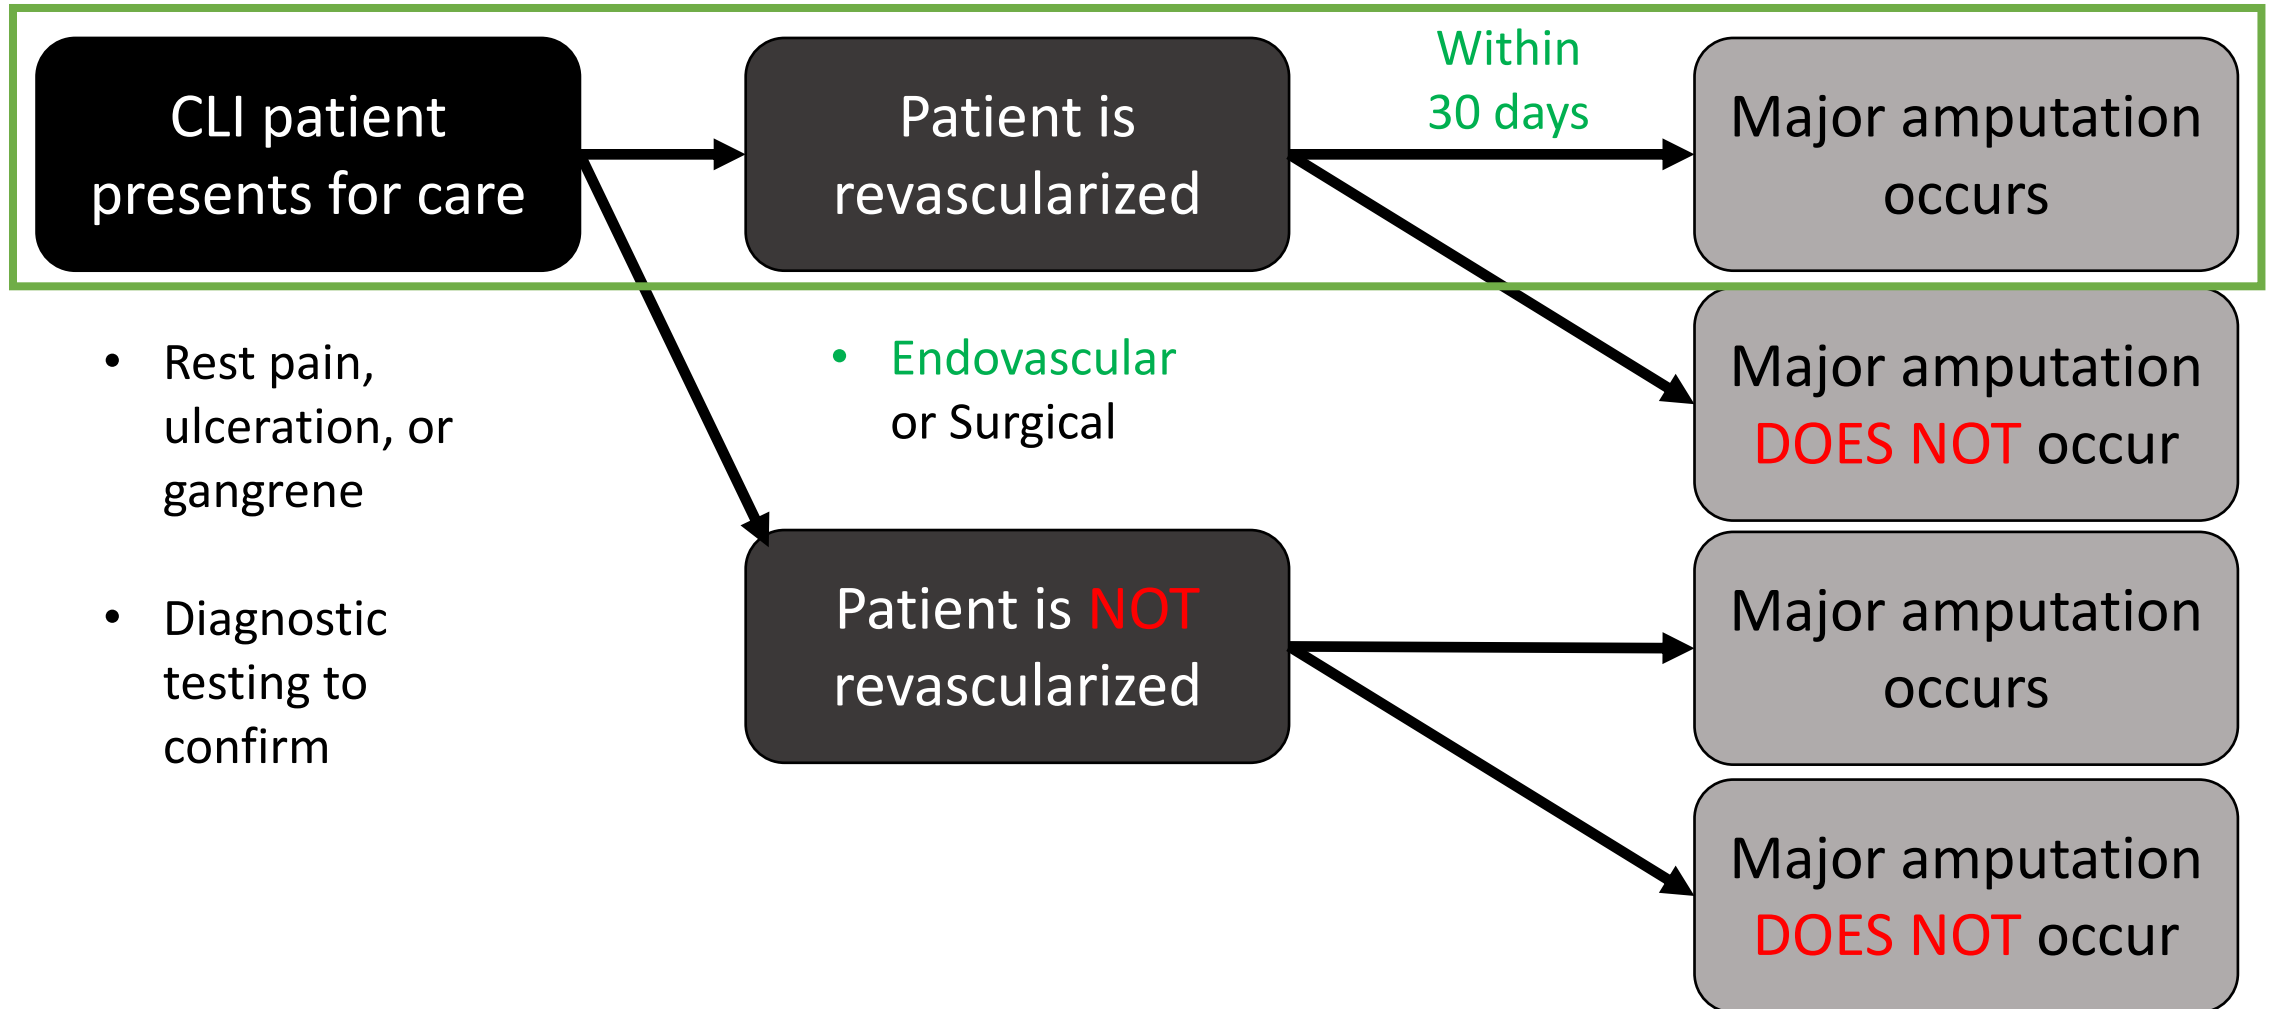 CLI patient
presents for care
Patient is
revascularized
Within
30 days
Major amputation
occurs
• Rest pain,
ulceration, or
gangrene
• Diagnostic
testing to
confirm
• Endovascular
or Surgical
Major amputation
DOES NOT occur
Patient is NOT
revascularized
Major amputation
occurs
Major amputation
DOES NOT occur